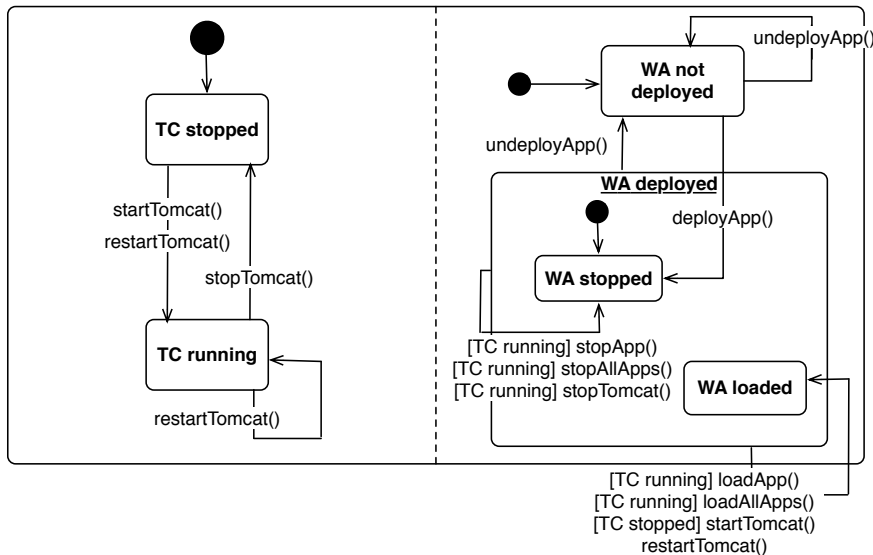 TC stopped
startTomcat()
restartTomcat()
stopTomcat()
TC running
restartTomcat()
undeployApp()
WA not
deployed
undeployApp()
WA deployed
deployApp()
WA stopped
[TC running] stopApp()
[TC running] stopAllApps()
[TC running] stopTomcat()
WA loaded
[TC running] loadApp()
[TC running] loadAllApps()
[TC stopped] startTomcat()
restartTomcat()